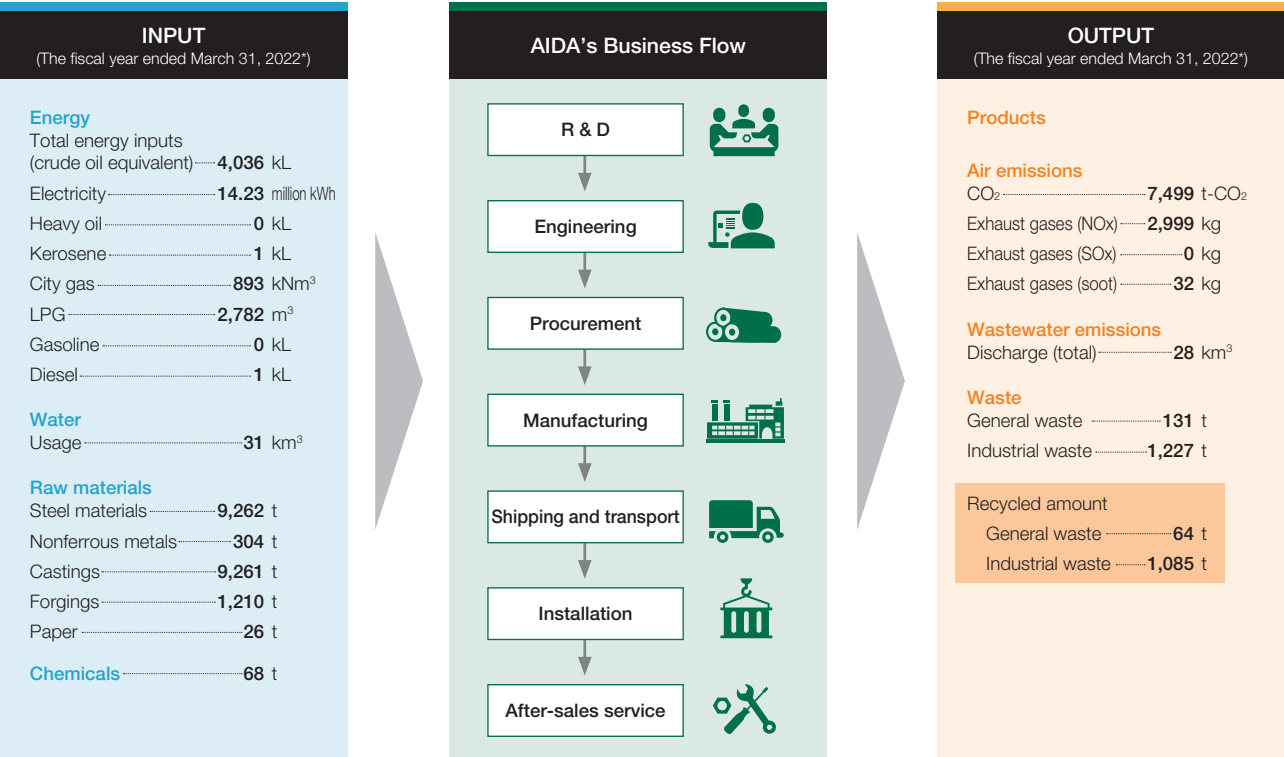 INPUT
(The fiscal year ended March 31, 2022*)
Energy
Total energy inputs
(crude oil equivalent) 4,036 kL
Electricity 14.23 million kWh
Heavy oil 0 kL
Kerosene 1 kL
City gas 893 kNm³
LPG 2,782 m³
Gasoline 0 kL
Diesel 1 kL
Water
Usage 31 km³
Raw materials
Steel materials 9,262 t
Nonferrous metals 304 t
Castings 9,261 t
Forgings 1,210 t
Paper 26 t
Chemicals 68 t
AIDA's Business Flow
R & D
Engineering
Procurement
Manufacturing
Shipping and transport
Installation
After-sales service
OUTPUT
(The fiscal year ended March 31, 2022*)
Products
Air emissions
CO₂ 7,499 t-CO₂
Exhaust gases (NOx) 2,999 kg
Exhaust gases (SOx) 0 kg
Exhaust gases (soot) 32 kg
Wastewater emissions
Discharge (total) 28 km³
Waste
General waste 131 t
Industrial waste 1,227 t
Recycled amount
General waste 64 t
Industrial waste 1,085 t